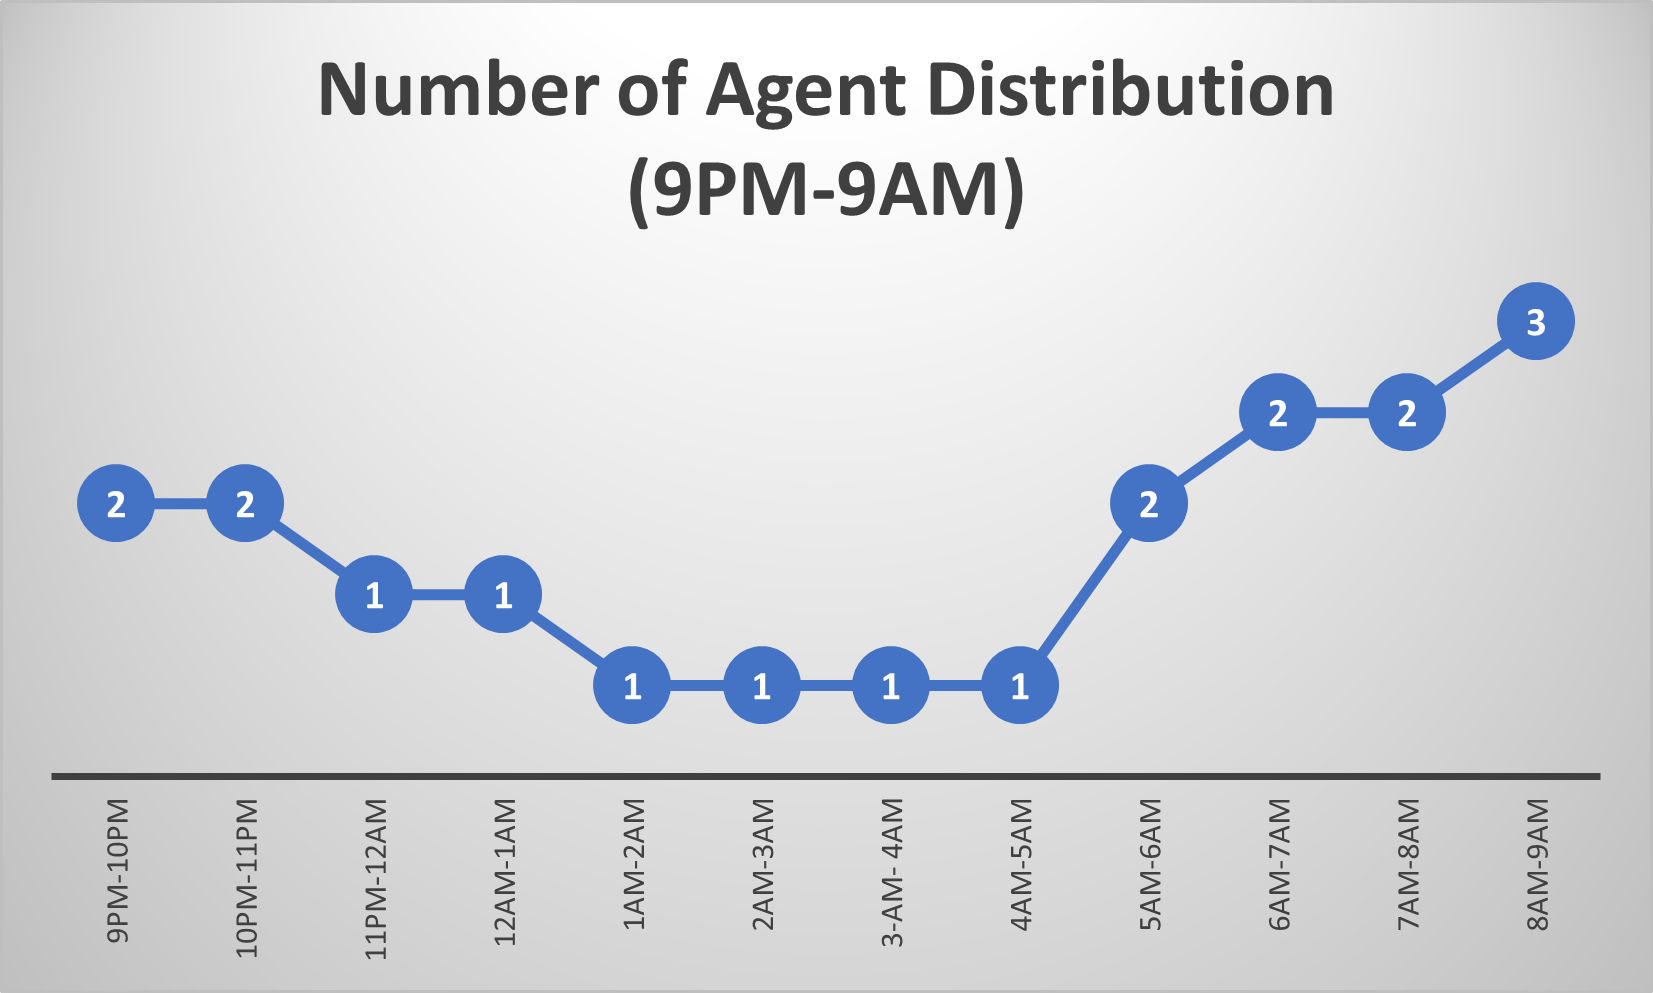 Number of Agent Distribution
(9PM-9AM)
2
2
1
1
1
1
1
1
2
2
2
3
9PM-10PM
10PM-11PM
11PM-12AM
12AM-1AM
1AM-2AM
2AM-3AM
3-AM- 4AM
4AM-5AM
5AM-6AM
6AM-7AM
7AM-8AM
8AM-9AM